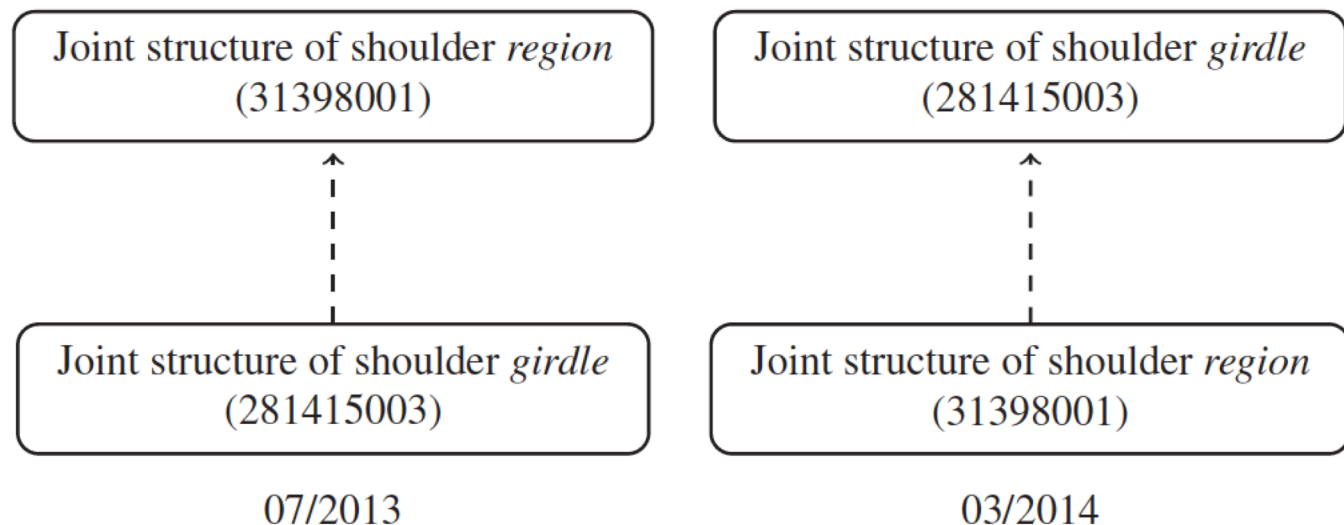 Joint structure of shoulder region
(31398001)
Joint structure of shoulder girdle
(281415003)
07/2013
Joint structure of shoulder girdle
(281415003)
Joint structure of shoulder region
(31398001)
03/2014